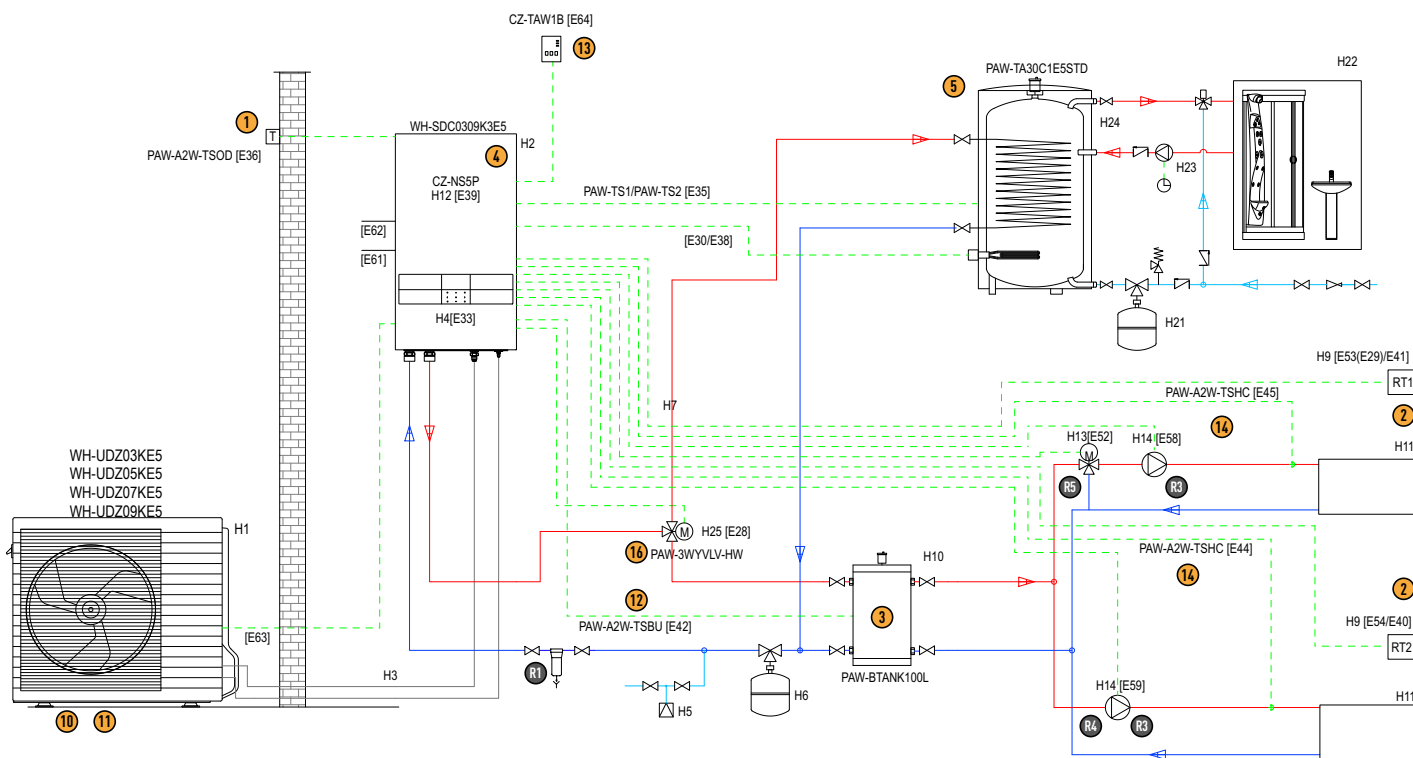 CZ-TAW1B [E64]
13
PAW-TA30C1E5STD
5
H22
1
T
PAW-A2W-TSOD [E36]
WH-SDC0309K3E5
H2
4
CZ-NS5P
H12 [E39]
H24
H23
PAW-TS1/PAW-TS2 [E35]
[E62]
[E30/E38]
[E61]
H4[E33]
H21
H9 [E53(E29)/E41]
RT1
PAW-A2W-TSHC [E45]
H7
2
14
H13[E52]
H14 [E58]
M
H11
R5
R3
WH-UDZ03KE5
WH-UDZ05KE5
WH-UDZ07KE5
WH-UDZ09KE5
H1
M
H25 [E28]
16
PAW-3WYVLV-HW
H10
PAW-A2W-TSHC [E44]
14
2
12
PAW-A2W-TSBU [E42]
3
H9 [E54/E40]
RT2
[E63]
H3
R1
PAW-BTANK100L
H6
H5
H14 [E59]
R4
R3
H11
10
11